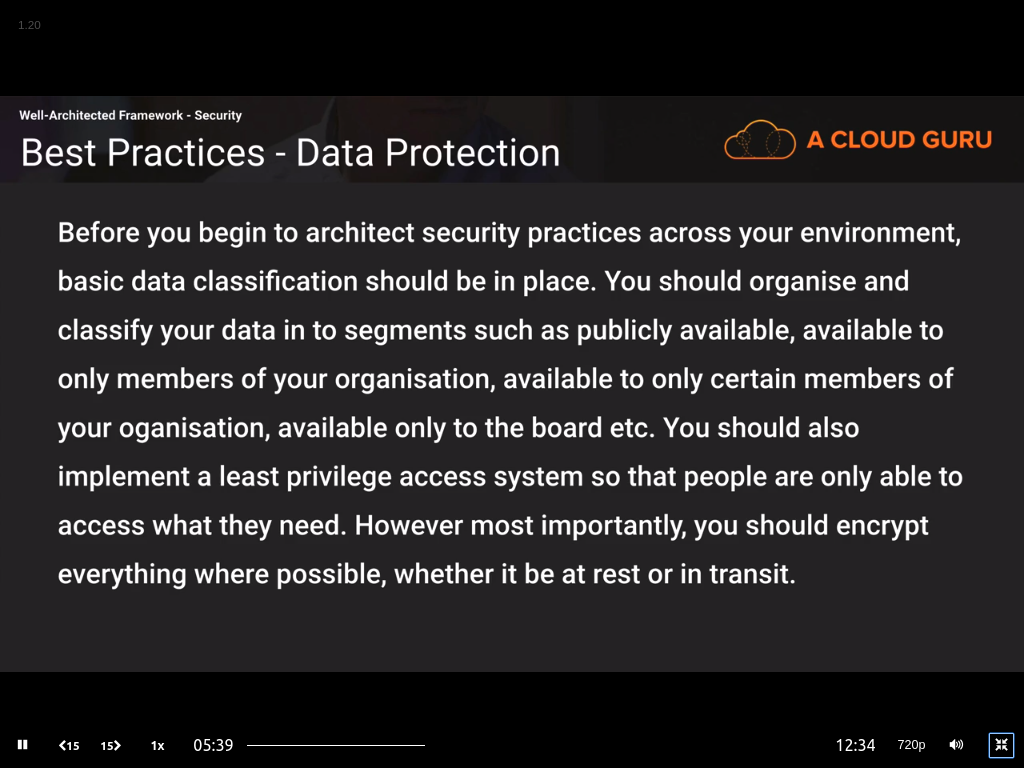 1.20
Well-Architected Framework - Security
Best Practices - Data Protection
A CLOUD GURU
Before you begin to architect security practices across your environment,
basic data classification should be in place. You should organise and
classify your data in to segments such as publicly available, available to
only members of your organisation, available to only certain members of
your oganisation, available only to the board etc. You should also
implement a least privilege access system so that people are only able to
access what they need. However most importantly, you should encrypt
everything where possible, whether it be at rest or in transit.
15 15 1x 05:39 12:34 720p